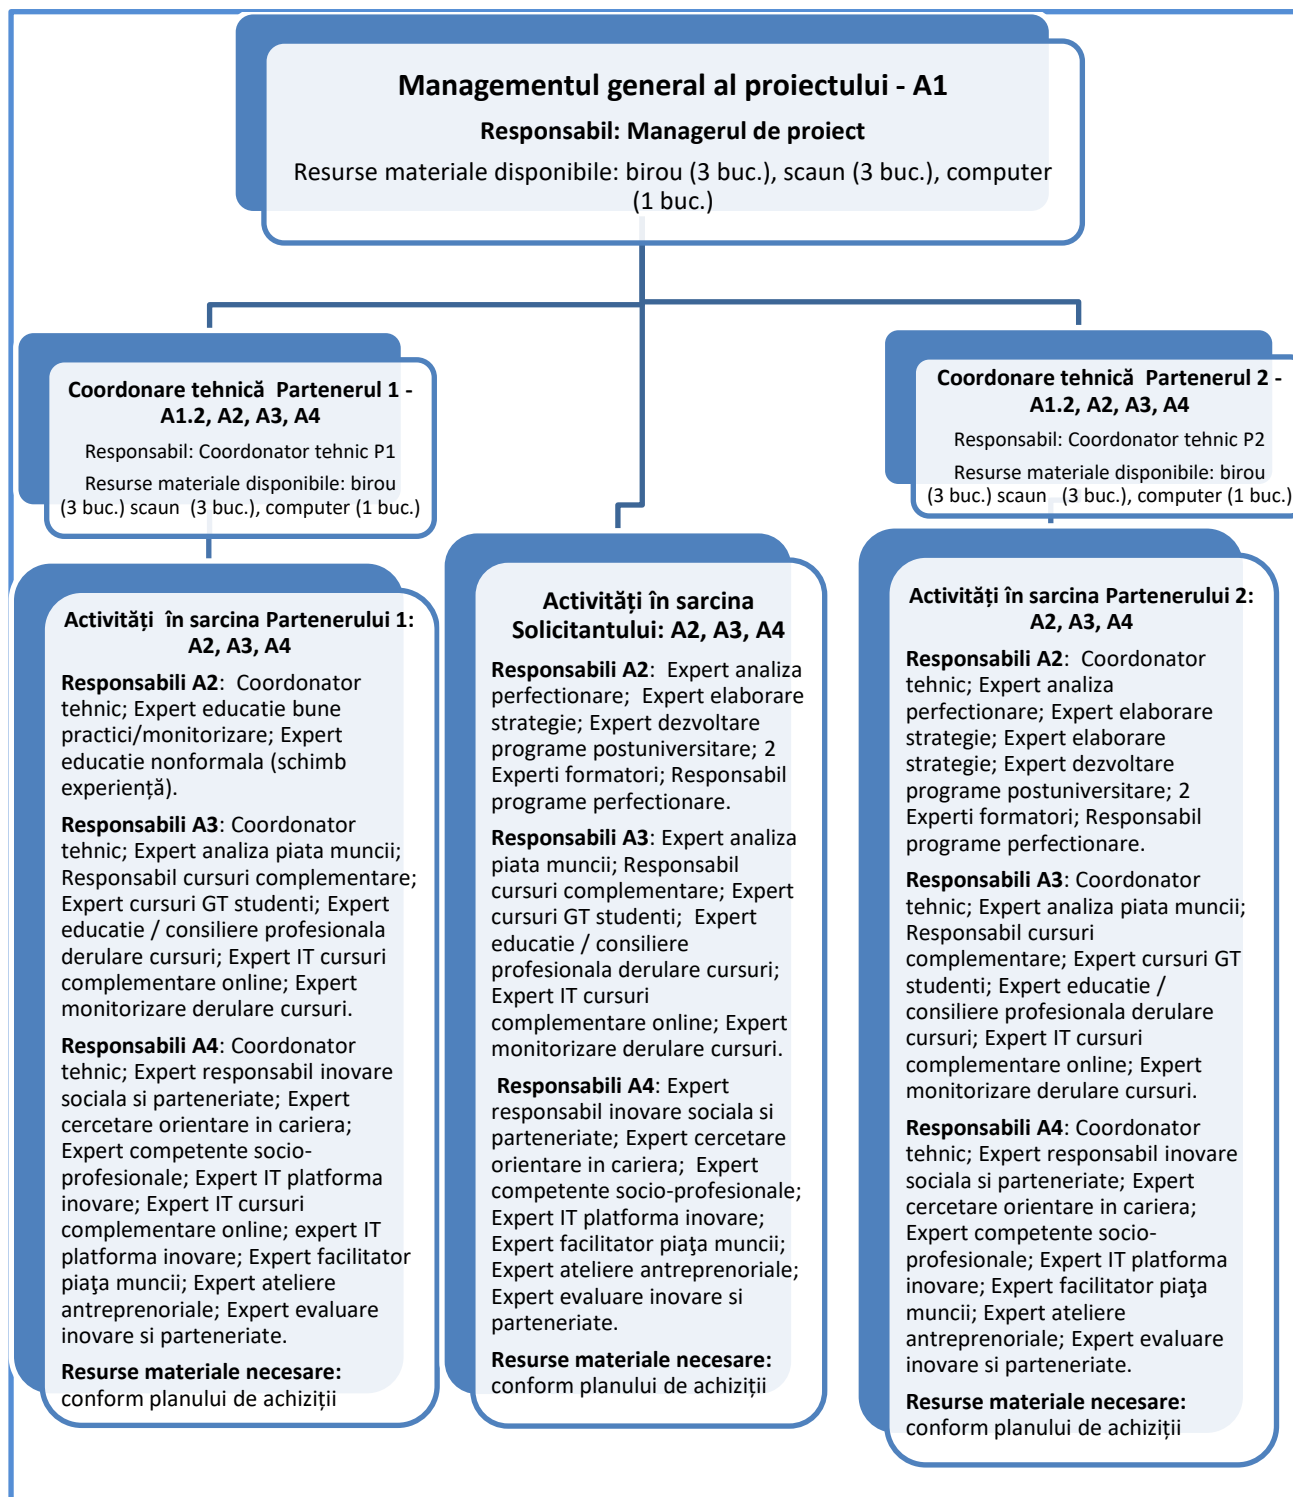 Managementul general al proiectului - A1
Responsabil: Managerul de proiect
Resurse materiale disponibile: birou (3 buc.), scaun (3 buc.), computer
(1 buc.)
Coordonare tehnică  Partenerul 1 -
A1.2, A2, A3, A4
Responsabil: Coordonator tehnic P1
Resurse materiale disponibile: birou
(3 buc.) scaun  (3 buc.), computer (1 buc.)
Coordonare tehnică  Partenerul 2 -
A1.2, A2, A3, A4
Responsabil: Coordonator tehnic P2
Resurse materiale disponibile: birou
(3 buc.) scaun  (3 buc.), computer (1 buc.)
Activități  în sarcina Partenerului 1:
A2, A3, A4
Responsabili A2:  Coordonator
tehnic; Expert educatie bune
practici/monitorizare; Expert
educatie nonformala (schimb
experiență).
Responsabili A3: Coordonator
tehnic; Expert analiza piata muncii;
Responsabil cursuri complementare;
Expert cursuri GT studenti; Expert
educatie / consiliere profesionala
derulare cursuri; Expert IT cursuri
complementare online; Expert
monitorizare derulare cursuri.
Responsabili A4: Coordonator
tehnic; Expert responsabil inovare
sociala si parteneriate; Expert
cercetare orientare in cariera;
Expert competente socio-
profesionale; Expert IT platforma
inovare; Expert IT cursuri
complementare online; expert IT
platforma inovare; Expert facilitator
piaţa muncii; Expert ateliere
antreprenoriale; Expert evaluare
inovare si parteneriate.
Resurse materiale necesare:
conform planului de achiziții
Activități în sarcina
Solicitantului: A2, A3, A4
Responsabili A2:  Expert analiza
perfectionare;  Expert elaborare
strategie; Expert dezvoltare
programe postuniversitare; 2
Experti formatori; Responsabil
programe perfectionare.
Responsabili A3: Expert analiza
piata muncii; Responsabil
cursuri complementare; Expert
cursuri GT studenti;  Expert
educatie / consiliere
profesionala derulare cursuri;
Expert IT cursuri
complementare online; Expert
monitorizare derulare cursuri.
Responsabili A4: Expert
responsabil inovare sociala si
parteneriate; Expert cercetare
orientare in cariera;  Expert
competente socio-profesionale;
Expert IT platforma inovare;
Expert facilitator piaţa muncii;
Expert ateliere antreprenoriale;
Expert evaluare inovare si
parteneriate.
Resurse materiale necesare:
conform planului de achiziții
Activități în sarcina Partenerului 2:
A2, A3, A4
Responsabili A2:  Coordonator
tehnic; Expert analiza
perfectionare; Expert elaborare
strategie; Expert elaborare
strategie; Expert dezvoltare
programe postuniversitare; 2
Experti formatori; Responsabil
programe perfectionare.
Responsabili A3: Coordonator
tehnic; Expert analiza piata muncii;
Responsabil cursuri
complementare; Expert cursuri GT
studenti; Expert educatie /
consiliere profesionala derulare
cursuri; Expert IT cursuri
complementare online; Expert
monitorizare derulare cursuri.
Responsabili A4: Coordonator
tehnic; Expert responsabil inovare
sociala si parteneriate; Expert
cercetare orientare in cariera;
Expert competente socio-
profesionale; Expert IT platforma
inovare; Expert facilitator piaţa
muncii; Expert ateliere
antreprenoriale; Expert evaluare
inovare si parteneriate.
Resurse materiale necesare:
conform planului de achiziții